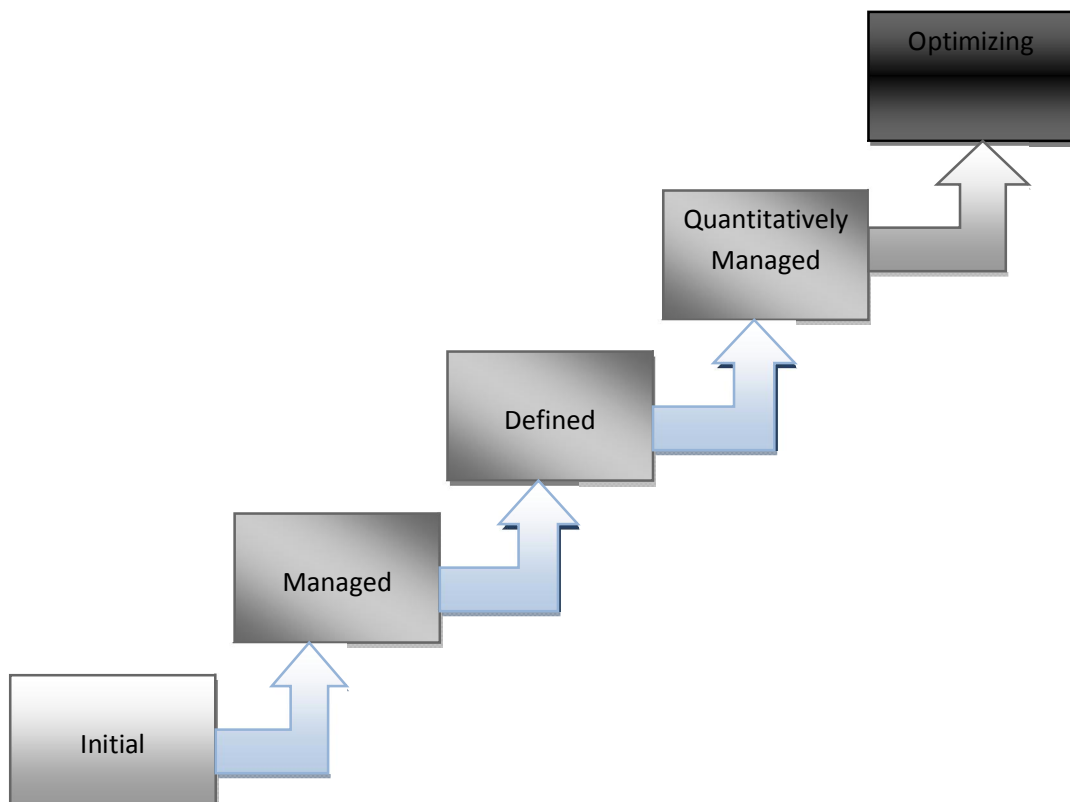 Optimizing
Quantitatively
Managed
Defined
Managed
Initial